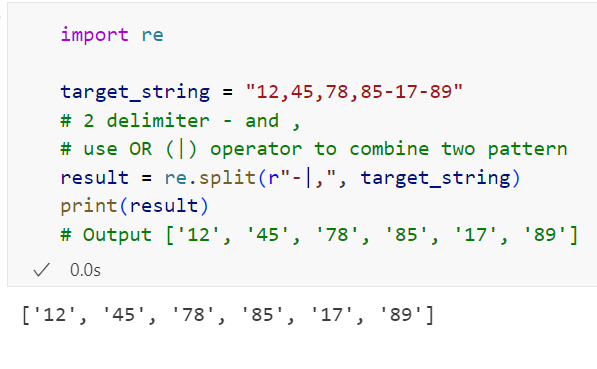 import re
target_string = "12,45,78,85-17-89"
# 2 delimiter - and ,
# use OR (|) operator to combine two pattern
result = re.split(r"-|,", target_string)
print(result)
# Output ['12', '45', '78', '85', '17', '89']
✓ 0.0s
['12', '45', '78', '85', '17', '89']